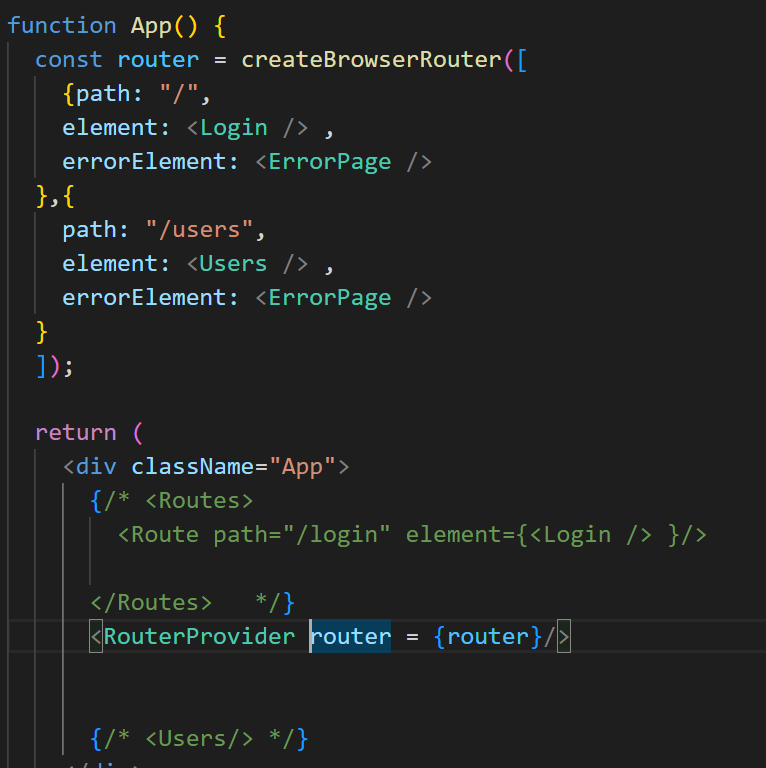 function App() {
const router = createBrowserRouter([
{path: "/",
element: <Login /> ,
errorElement: <ErrorPage />
},{
path: "/users",
element: <Users /> ,
errorElement: <ErrorPage />
}
]);
return (
<div className="App">
{/* <Routes>
<Route path="/login" element={<Login /> }/>
</Routes>   */}
<RouterProvider router = {router}/>
{/* <Users/> */}
</div>